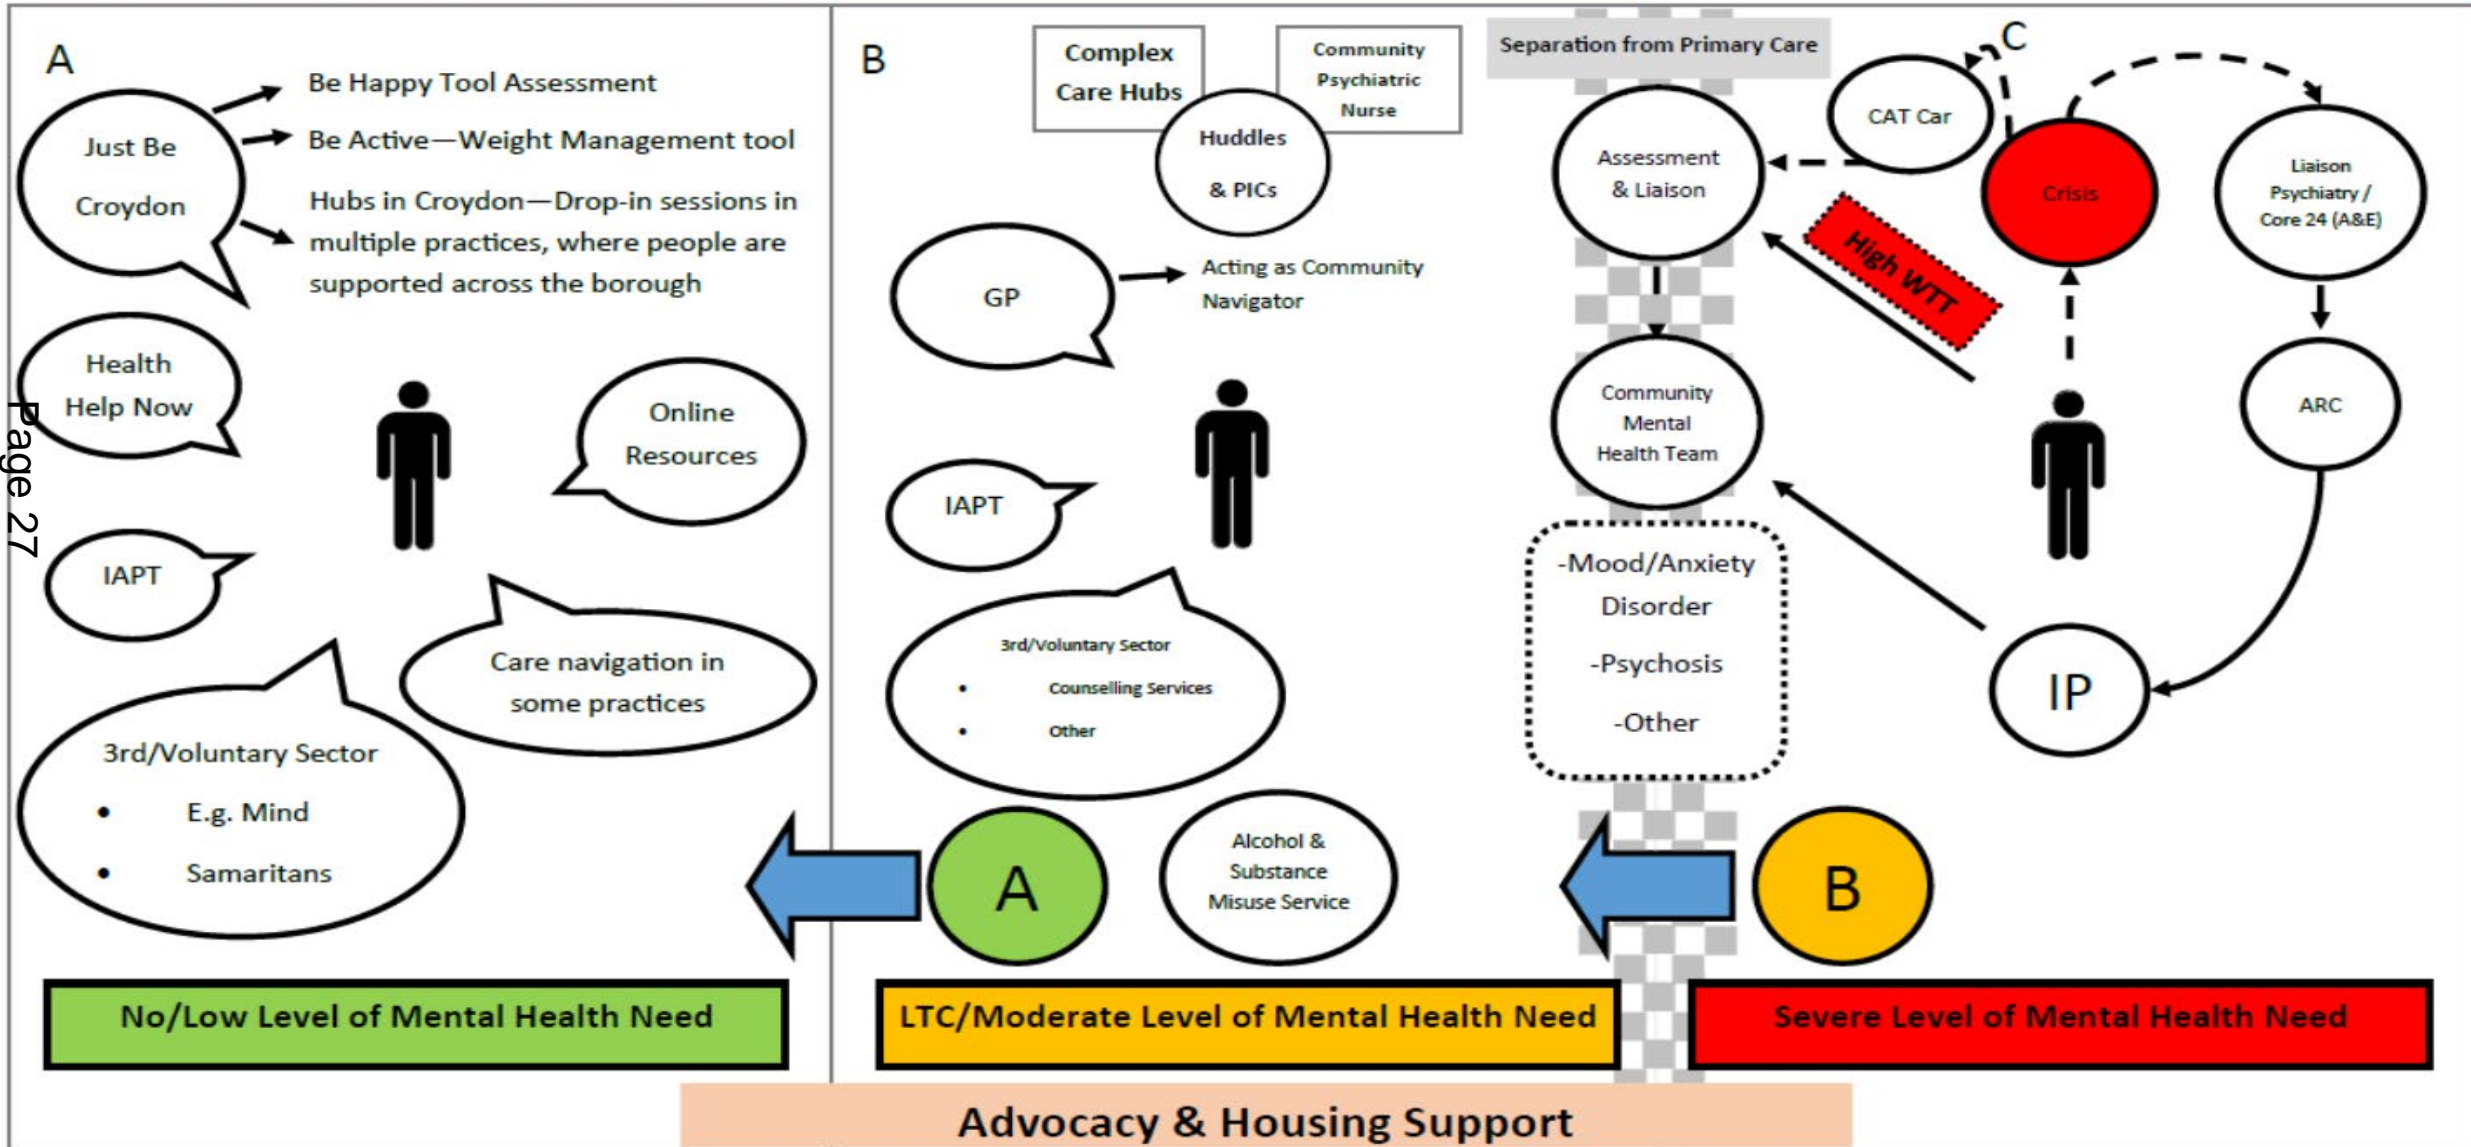 A
Just Be
Croydon
Be Happy Tool Assessment
Be Active—Weight Management tool
Hubs in Croydon—Drop-in sessions in
multiple practices, where people are
supported across the borough
Health
Help Now
Online
Resources
IAPT
Care navigation in
some practices
3rd/Voluntary Sector
• E.g. Mind
• Samaritans
No/Low Level of Mental Health Need
Page 27
B
Complex
Care Hubs
Community
Psychiatric
Nurse
Huddles
& PICs
GP
Acting as Community
Navigator
IAPT
3rd/Voluntary Sector
• Counselling Services
• Other
A
Alcohol &
Substance
Misuse Service
LTC/Moderate Level of Mental Health Need
Separation from Primary Care
Assessment
& Liaison
Community
Mental
Health Team
-Mood/Anxiety
Disorder
-Psychosis
-Other
C
CAT Car
Crisis
Liaison
Psychiatry /
Core 24 (A&E)
High WTT
ARC
IP
B
Severe Level of Mental Health Need
Advocacy & Housing Support